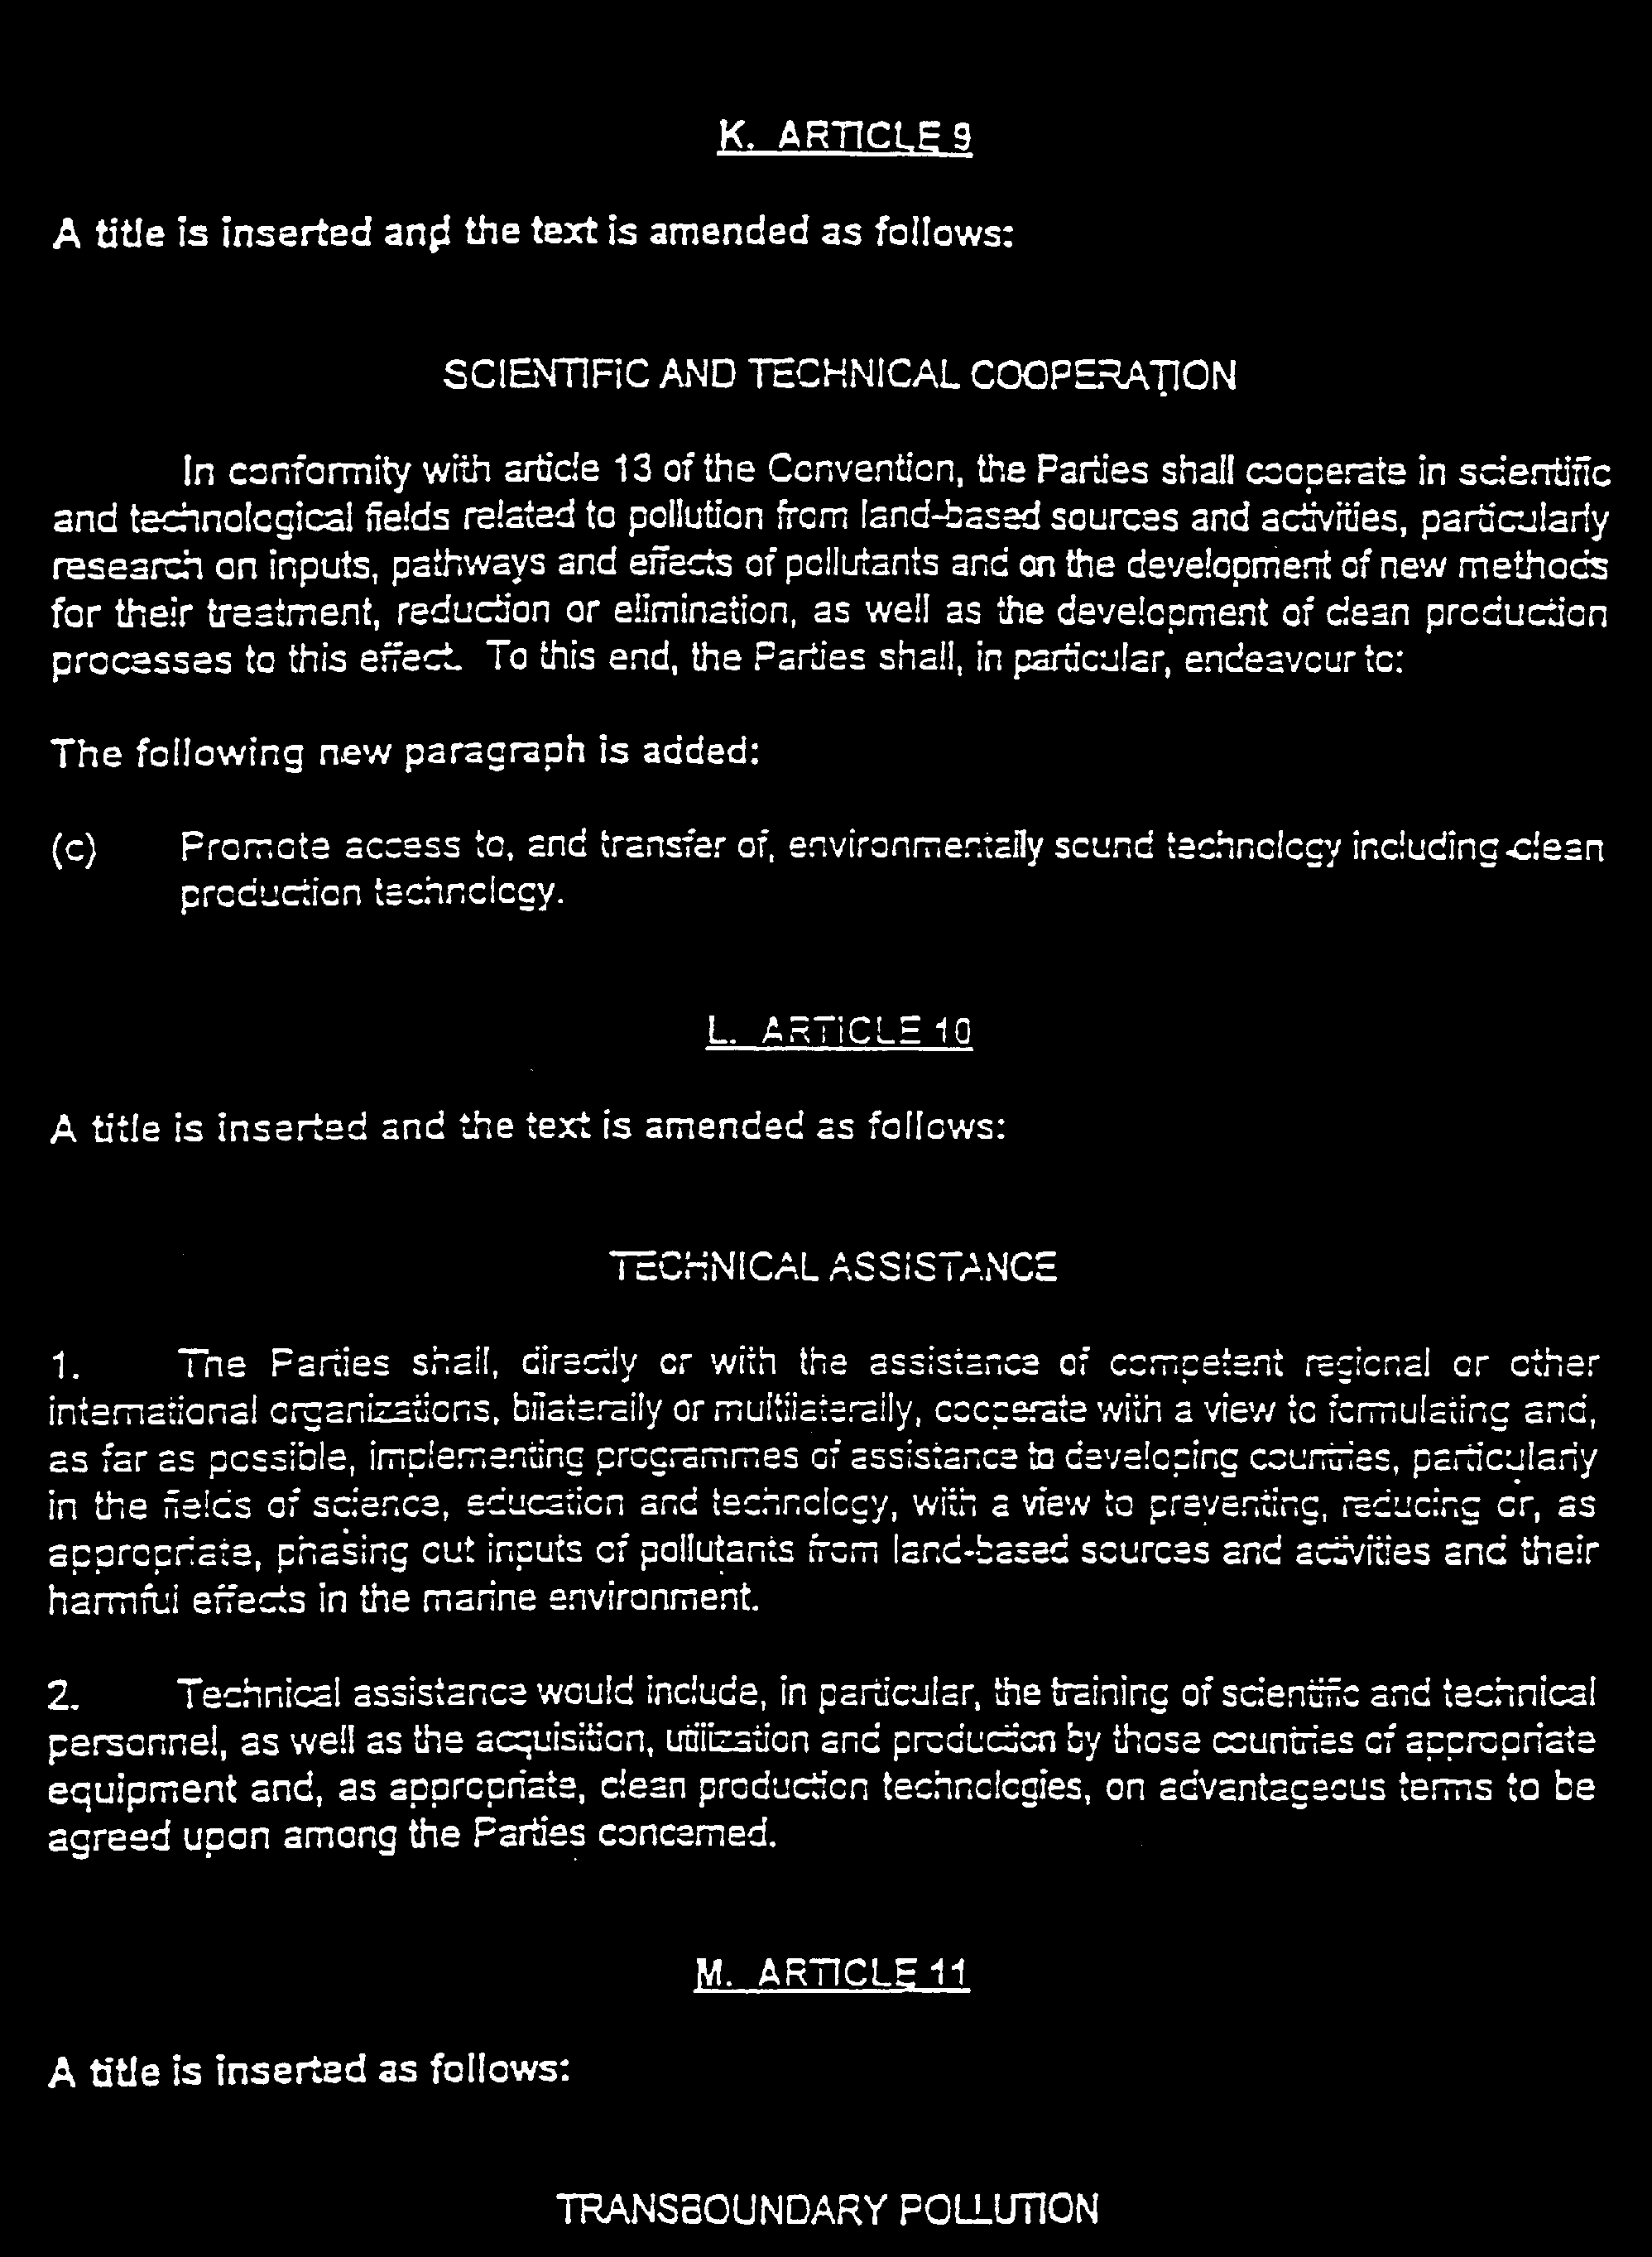 K. ARTICLE 9
A title is inserted and the text is amended as follows:
SCIENTIFIC AND TECHNICAL COOPERATION
In conformity with article 13 of the Convention, the Parties shall cooperate in scientific
and technological fields related to pollution from land-based sources and activities, particularly
research on inputs, pathways and effects of pollutants and on the development of new methods
for their treatment, reduction or elimination, as well as the development of clean production
processes to this effect. To this end, the Parties shall, in particular, endeavour to:
The following new paragraph is added:
(c) Promote access to, and transfer of, environmentally sound technology including clean
production technology.
L. ARTICLE 10
A title is inserted and the text is amended as follows:
TECHNICAL ASSISTANCE
1. The Parties shall, directly or with the assistance of competent regional or other
international organizations, bilaterally or multilaterally, cooperate with a view to formulating and,
as far as possible, implementing programmes of assistance to developing countries, particularly
in the fields of science, education and technology, with a view to preventing, reducing or, as
appropriate, phasing out inputs of pollutants from land-based sources and activities and their
harmful effects in the marine environment.
2. Technical assistance would include, in particular, the training of scientific and technical
personnel, as well as the acquisition, utilization and production by those countries of appropriate
equipment and, as appropriate, clean production technologies, on advantageous terms to be
agreed upon among the Parties concerned.
M. ARTICLE 11
A title is inserted as follows:
TRANSBOUNDARY POLLUTION